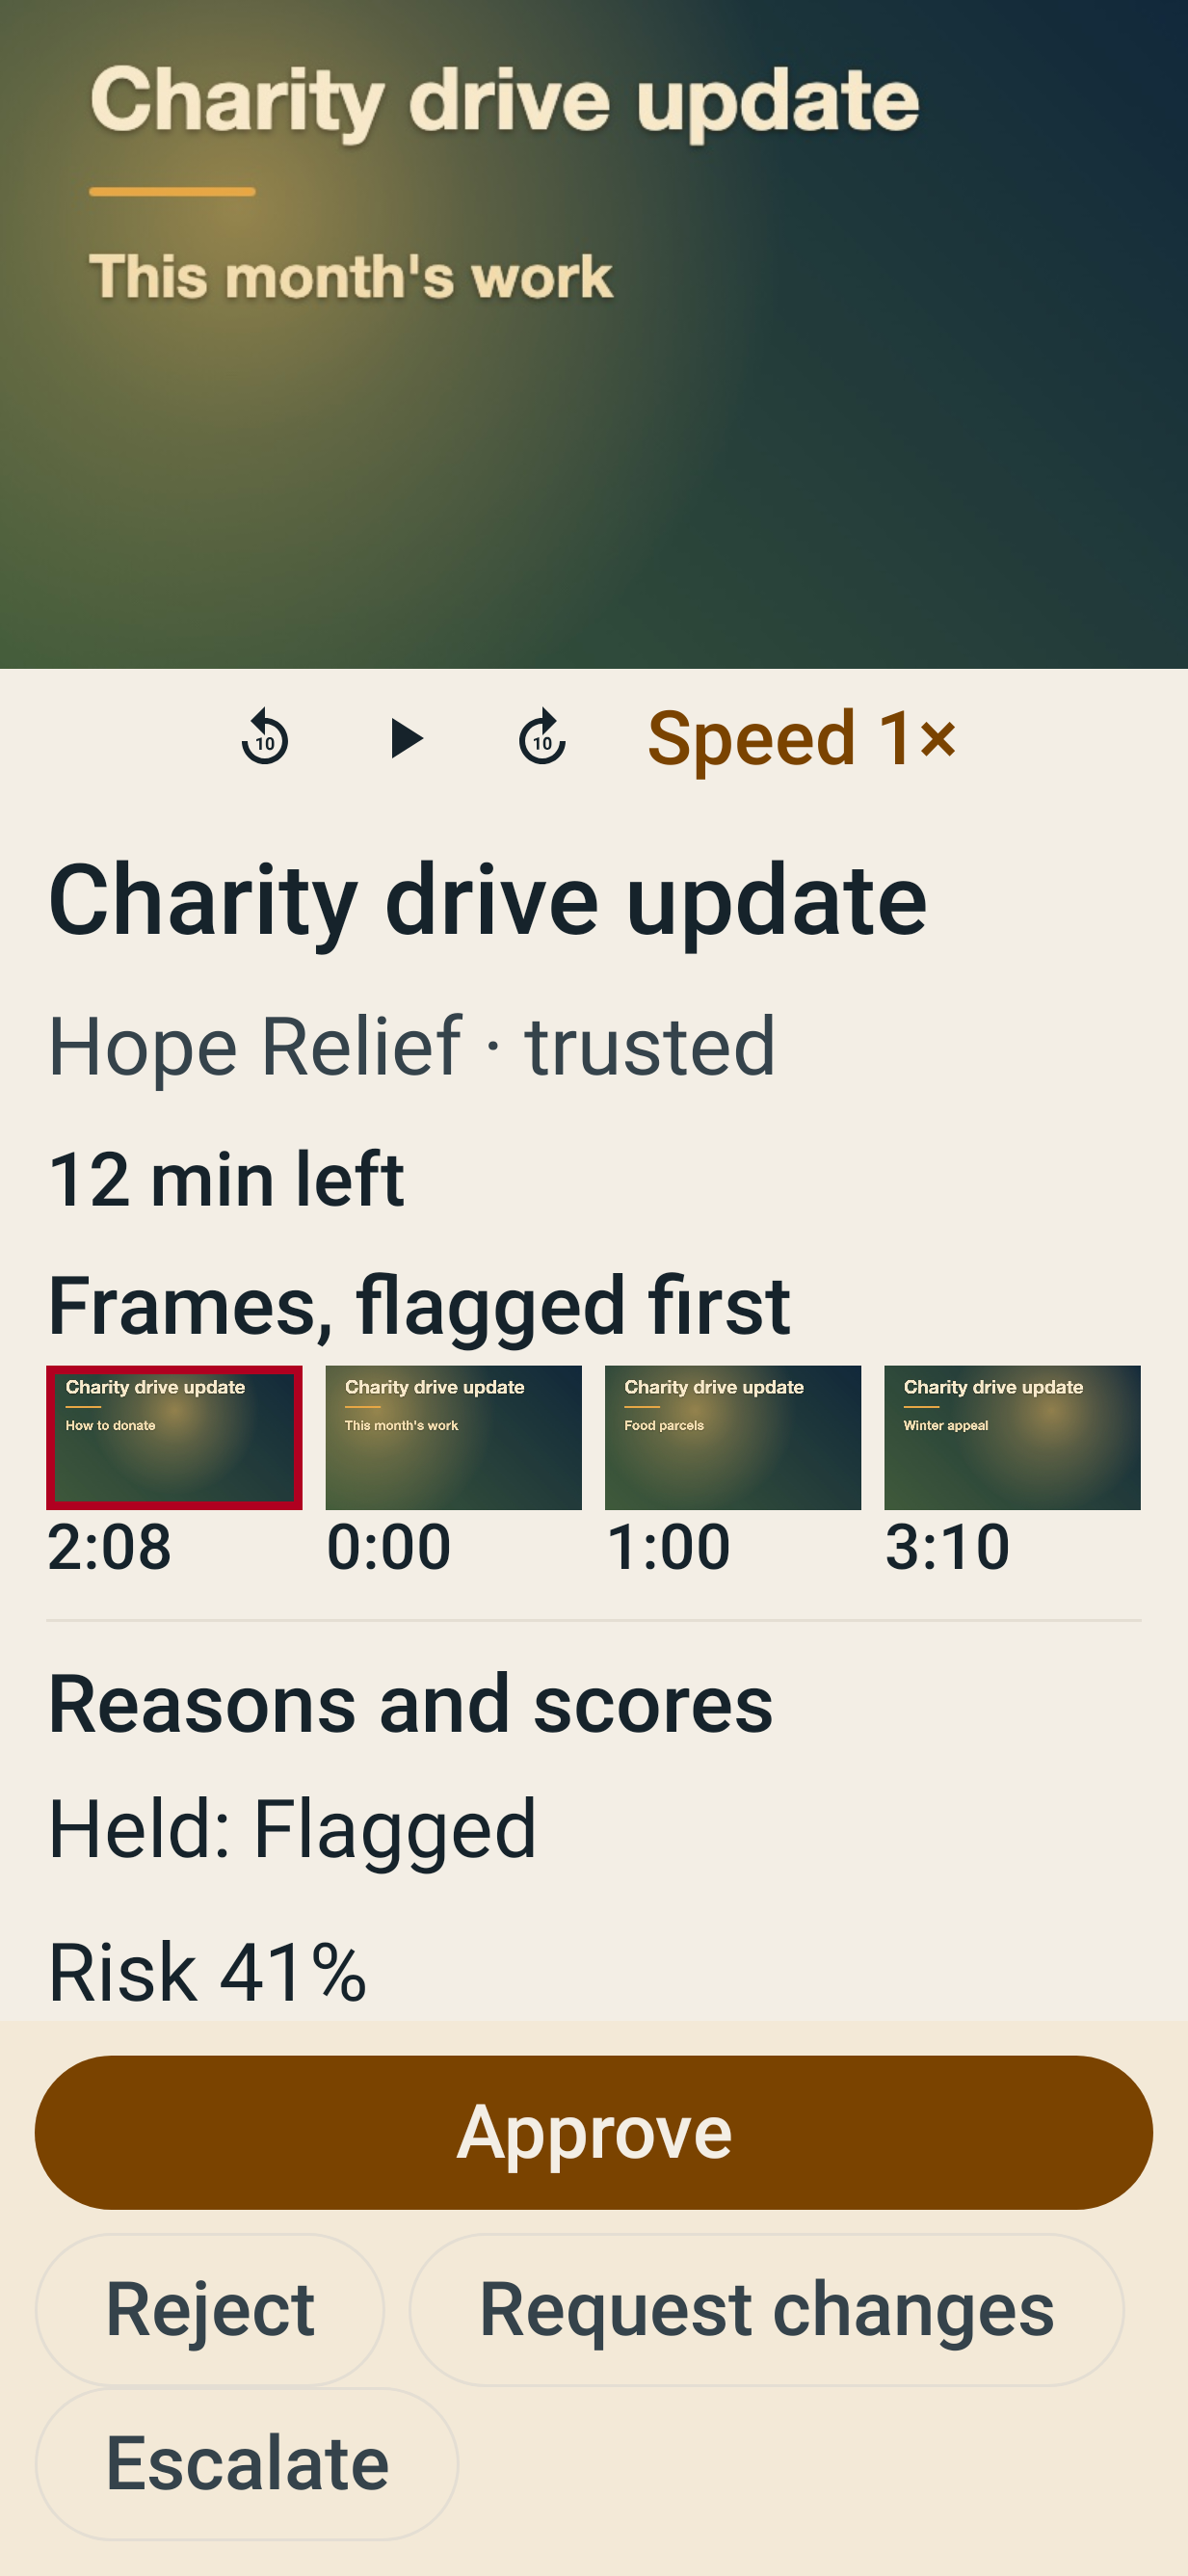 Charity drive update
This month's work
10
10
Speed 1×
Charity drive update
Hope Relief · trusted
12 min left
Frames, flagged first
Charity drive update
How to donate
2:08
Charity drive update
This month's work
0:00
Charity drive update
Food parcels
1:00
Charity drive update
Winter appeal
3:10
Reasons and scores
Held: Flagged
Risk 41%
Approve
Reject
Request changes
Escalate